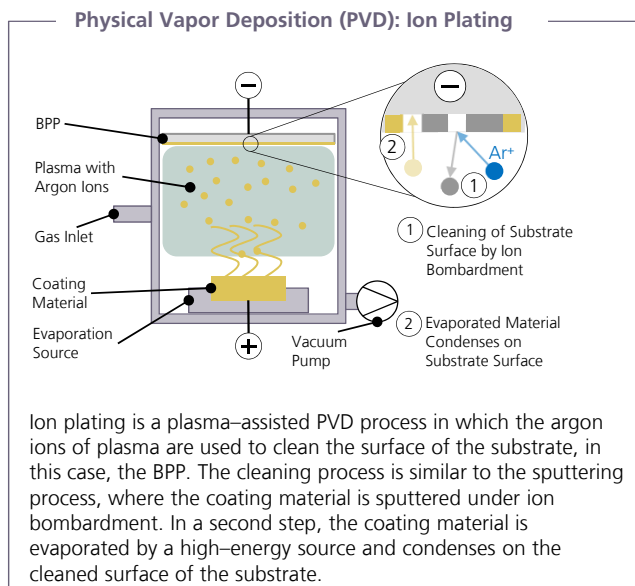 Physical Vapor Deposition (PVD): Ion Plating
BPP
Plasma with
Argon Ions
Gas Inlet
Coating
Material
Evaporation
Source
Vacuum
Pump
−
+
−
2
Ar+
1
1 Cleaning of Substrate
Surface by Ion
Bombardment
2 Evaporated Material
Condenses on
Substrate Surface
Ion plating is a plasma–assisted PVD process in which the argon
ions of plasma are used to clean the surface of the substrate, in
this case, the BPP. The cleaning process is similar to the sputtering
process, where the coating material is sputtered under ion
bombardment. In a second step, the coating material is
evaporated by a high–energy source and condenses on the
cleaned surface of the substrate.